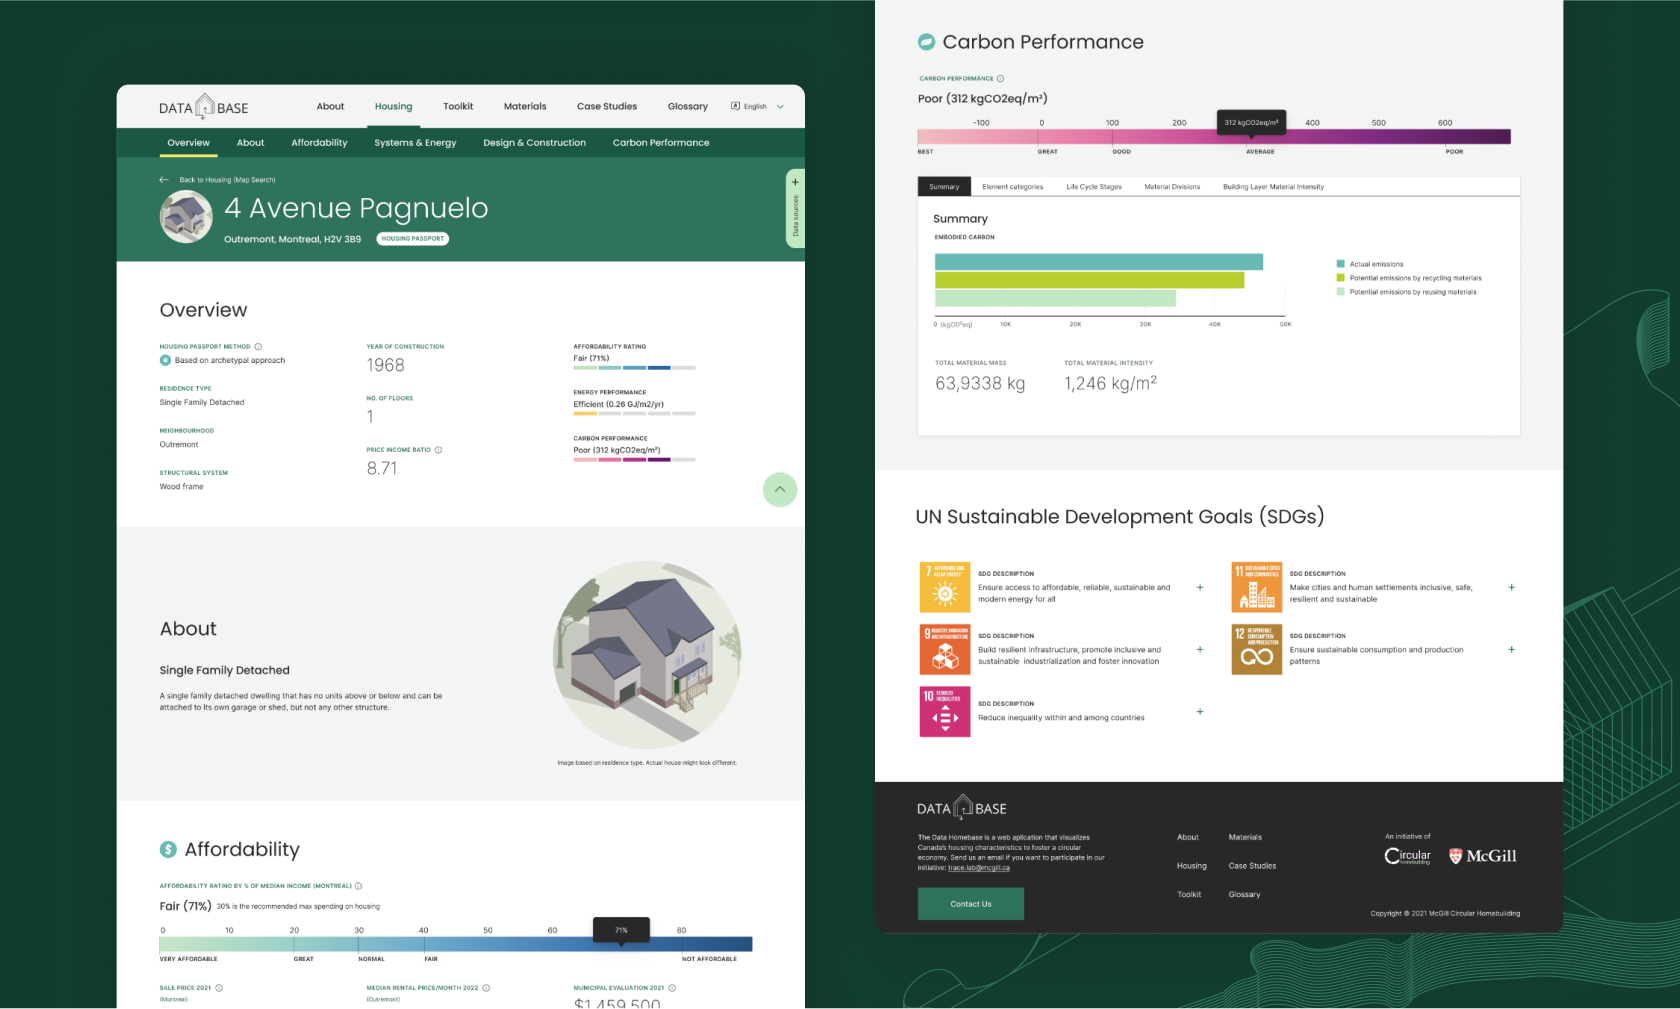 DATA BASE
About Housing Toolkit Materials Case Studies Glossary English
Overview About Affordability Systems & Energy Design & Construction Carbon Performance
Back to Housing (Map Search)
4 Avenue Pagnuelo
Outremont, Montreal, H2V 3B9 HOUSING PASSPORT
+ Data sources
Overview
HOUSING PASSPORT METHOD
Based on archetypal approach
RESIDENCE TYPE
Single Family Detached
NEIGHBOURHOOD
Outremont
STRUCTURAL SYSTEM
Wood frame
YEAR OF CONSTRUCTION
1968
NO. OF FLOORS
1
PRICE INCOME RATIO
8.71
AFFORDABILITY RATING
Fair (71%)
ENERGY PERFORMANCE
Efficient (0.26 GJ/m2/yr)
CARBON PERFORMANCE
Poor (312 kgCO2eq/m²)
About
Single Family Detached
A single family detached dwelling that has no units above or below and can be
attached to its own garage or shed, but not any other structure.
Image based on residence type. Actual house might look different.
Affordability
AFFORDABILITY RATING BY % OF MEDIAN INCOME (MONTREAL)
Fair (71%) 30% is the recommended max spending on housing
0 10 20 30 40 50 60 71% 80
VERY AFFORDABLE GREAT NORMAL FAIR NOT AFFORDABLE
SALE PRICE 2021
(Montreal)
MEDIAN RENTAL PRICE/MONTH 2022
(Outremont)
MUNICIPAL EVALUATION 2021
$1,459,500
Carbon Performance
CARBON PERFORMANCE
Poor (312 kgCO2eq/m²)
-100 0 100 200 312 kgCO2eq/m² 400 500 600
BEST GREAT GOOD AVERAGE POOR
Summary Element categories Life Cycle Stages Material Divisions Building Layer Material Intensity
Summary
EMBODIED CARBON
Actual emissions
Potential emissions by recycling materials
Potential emissions by reusing materials
0 (kgCO²eq) 10K 20K 30K 40K 50K
TOTAL MATERIAL MASS
63,9338 kg
TOTAL MATERIAL INTENSITY
1,246 kg/m²
UN Sustainable Development Goals (SDGs)
7 AFFORDABLE AND CLEAN ENERGY
SDG DESCRIPTION
Ensure access to affordable, reliable, sustainable and
modern energy for all
+
11 SUSTAINABLE CITIES AND COMMUNITIES
SDG DESCRIPTION
Make cities and human settlements inclusive, safe,
resilient and sustainable
+
9 INDUSTRY, INNOVATION AND INFRASTRUCTURE
SDG DESCRIPTION
Build resilient infrastructure, promote inclusive and
sustainable industrialization and foster innovation
+
12 RESPONSIBLE CONSUMPTION AND PRODUCTION
SDG DESCRIPTION
Ensure sustainable consumption and production
patterns
+
10 REDUCED INEQUALITIES
SDG DESCRIPTION
Reduce inequality within and among countries
+
DATA BASE
The Data Homebase is a web aplication that visualizes
Canada's housing characteristics to foster a circular
economy. Send us an email if you want to participate in our
initiative: trace.lab@mcgill.ca
Contact Us
About Materials
Housing Case Studies
Toolkit Glossary
An initiative of
Circular homebuilding McGill
Copyright © 2021 McGill Circular Homebuilding